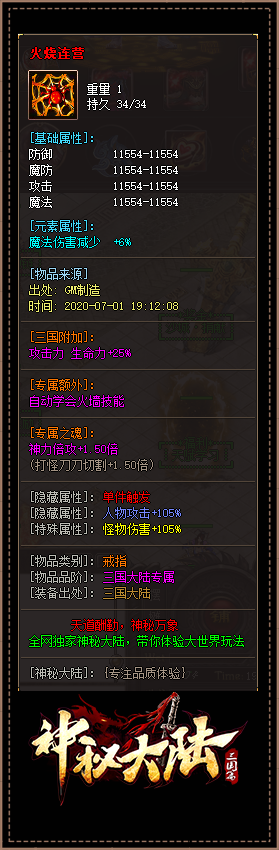 火烧连营
重量 1
持久 34/34
[基础属性]:
防御 11554-11554
魔防 11554-11554
攻击 11554-11554
魔法 11554-11554
[元素属性]:
魔法伤害减少 +6%
[物品来源]
出处: GM制造
时间: 2020-07-01 19:12:08
[三国附加]:
攻击力 生命力+25%
[专属额外]:
自动学会火墙技能
[专属之魂]:
神力倍攻+1.50倍
(打怪刀刀切割+1.50倍)
[隐藏属性]: 单件触发
[隐藏属性]: 人物攻击+105%
[特殊属性]: 怪物伤害+105%
[物品类别]: 戒指
[物品品阶]: 三国大陆专属
[装备出处]: 三国大陆
天道酬勤，神秘万象
全网独家神秘大陆，带你体验大世界玩法
[神秘大陆]: {专注品质体验}
神秘大陆
三国篇